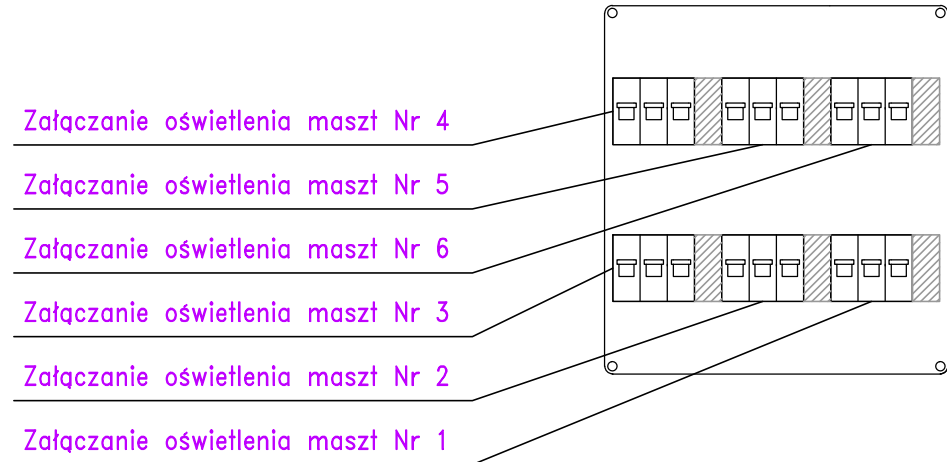 Załączanie oświetlenia maszt Nr 4
Załączanie oświetlenia maszt Nr 5
Załączanie oświetlenia maszt Nr 6
Załączanie oświetlenia maszt Nr 3
Załączanie oświetlenia maszt Nr 2
Załączanie oświetlenia maszt Nr 1